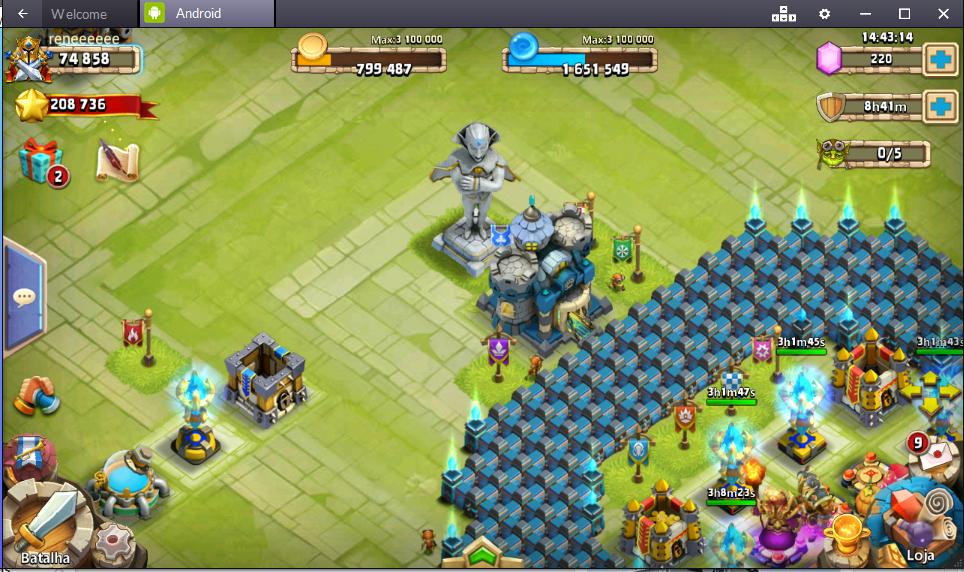 Welcome
Android
reneeeeee
74 858
208 736
2
Max:3 100 000
799 487
Max:3 100 000
1 651 549
14:43:14
220
8h41m
0/5
3h1m45s
3h1m43s
3h1m47s
3h8m23s
9
Batalha
Loja